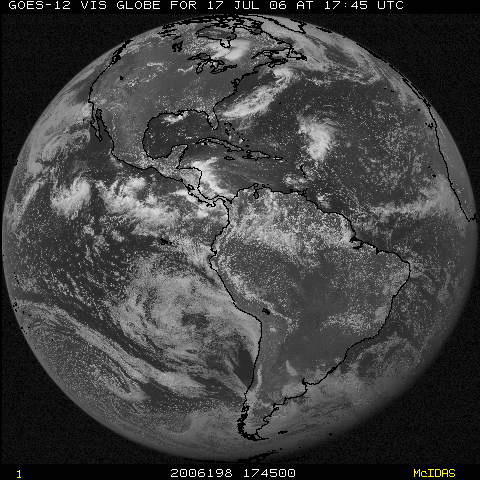 GOES-12 VIS GLOBE FOR 17 JUL 06 AT 17:45 UTC
1 2006198 174500 McIDAS